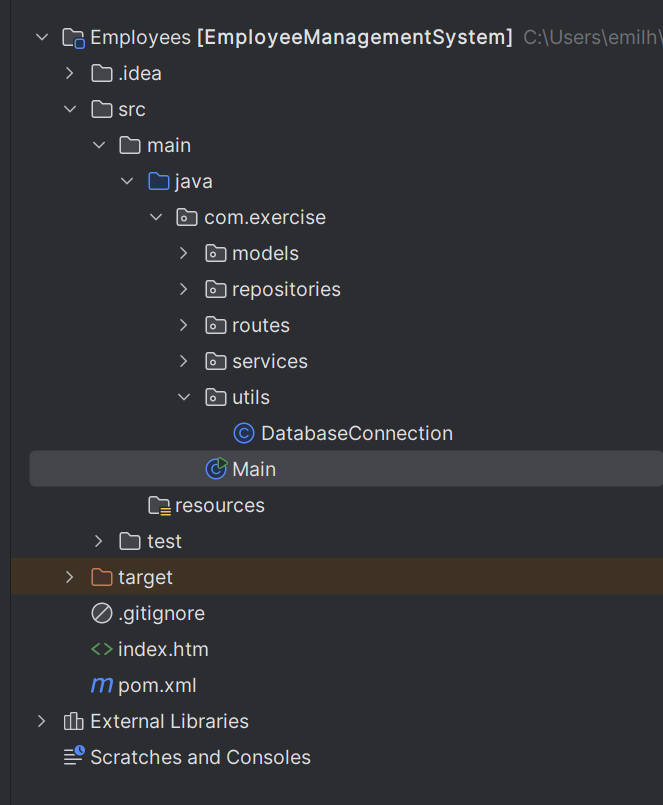 Employees [EmployeeManagementSystem] C:\Users\emilh\
.idea
src
main
java
com.exercise
models
repositories
routes
services
utils
DatabaseConnection
Main
resources
test
target
.gitignore
index.htm
pom.xml
External Libraries
Scratches and Consoles